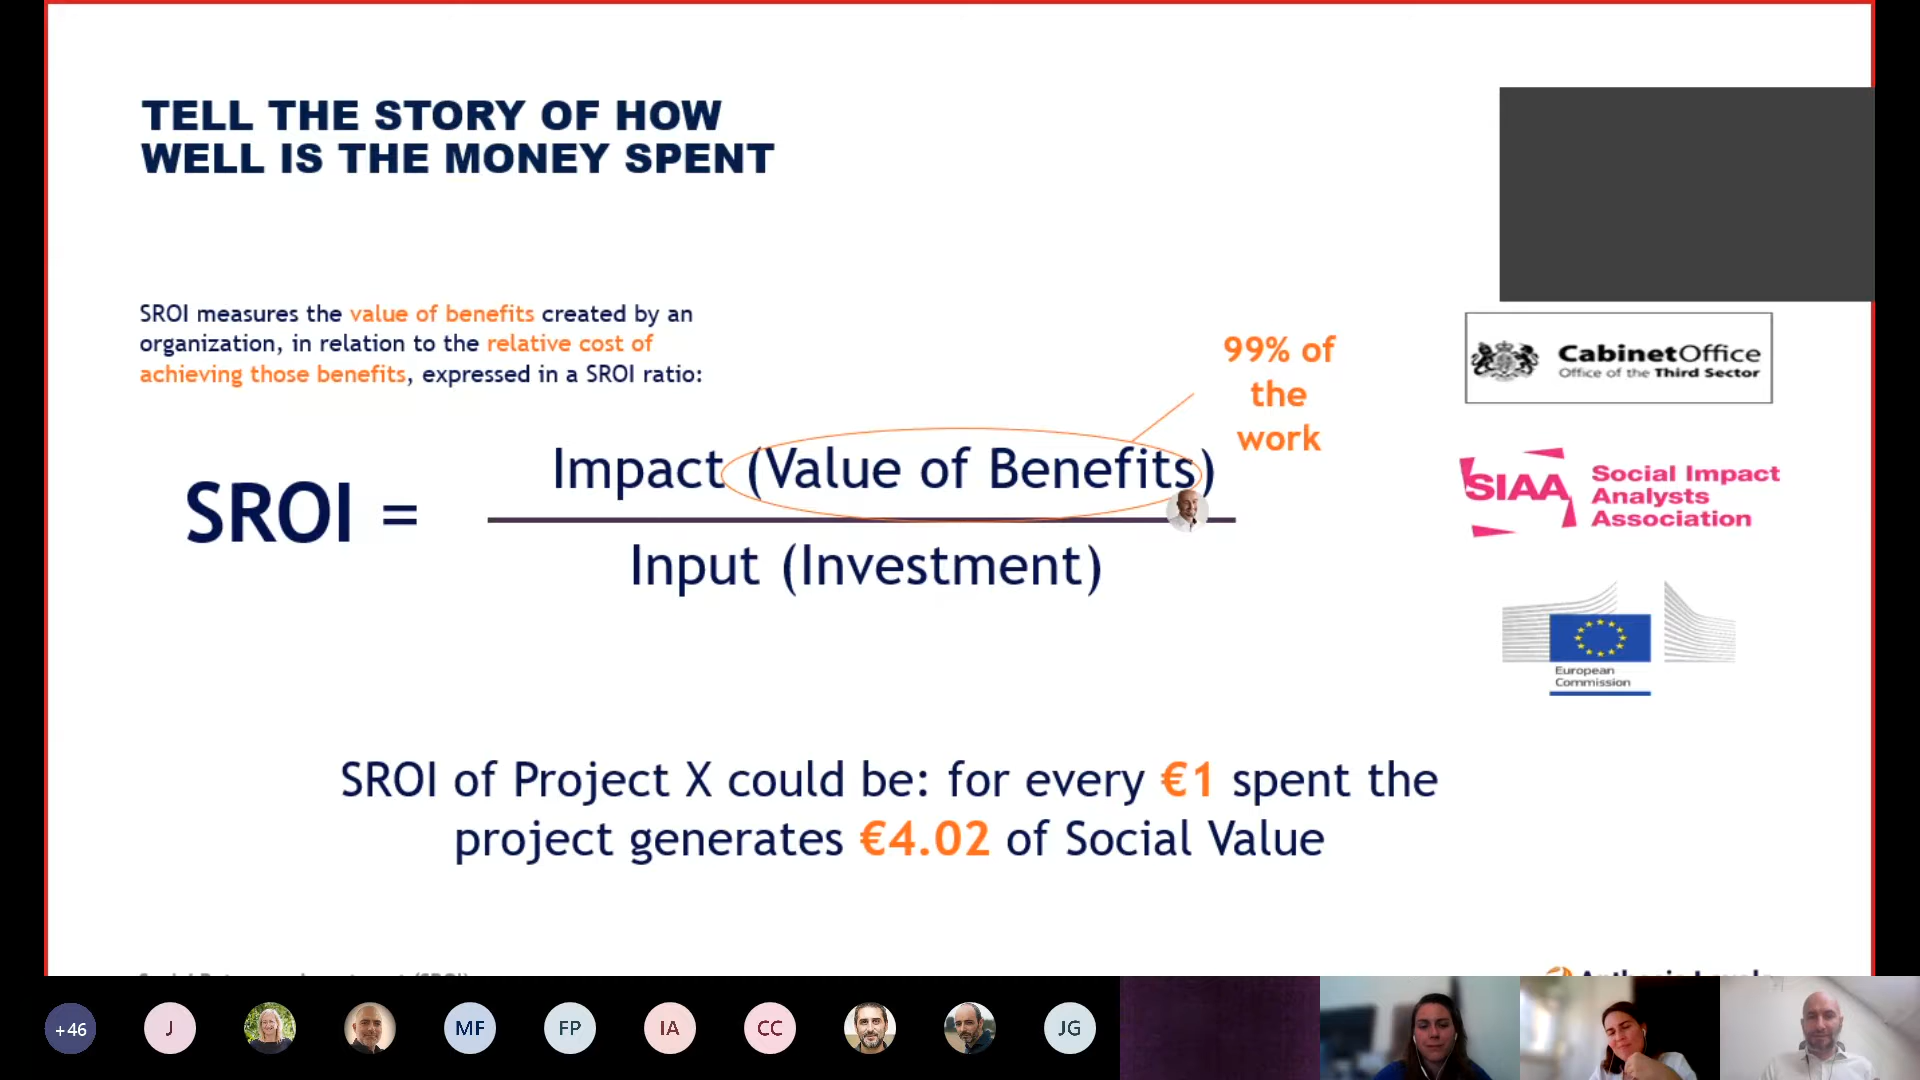 TELL THE STORY OF HOW
WELL IS THE MONEY SPENT
SROI measures the value of benefits created by an
organization, in relation to the relative cost of
achieving those benefits, expressed in a SROI ratio:
99% of
the
work
SROI =
Impact (Value of Benefits)
Input (Investment)
CabinetOffice
Office of the Third Sector
SIAA
Social Impact
Analysts
Association
European
Commission
SROI of Project X could be: for every €1 spent the
project generates €4.02 of Social Value
+46
J
MF
FP
IA
CC
JG